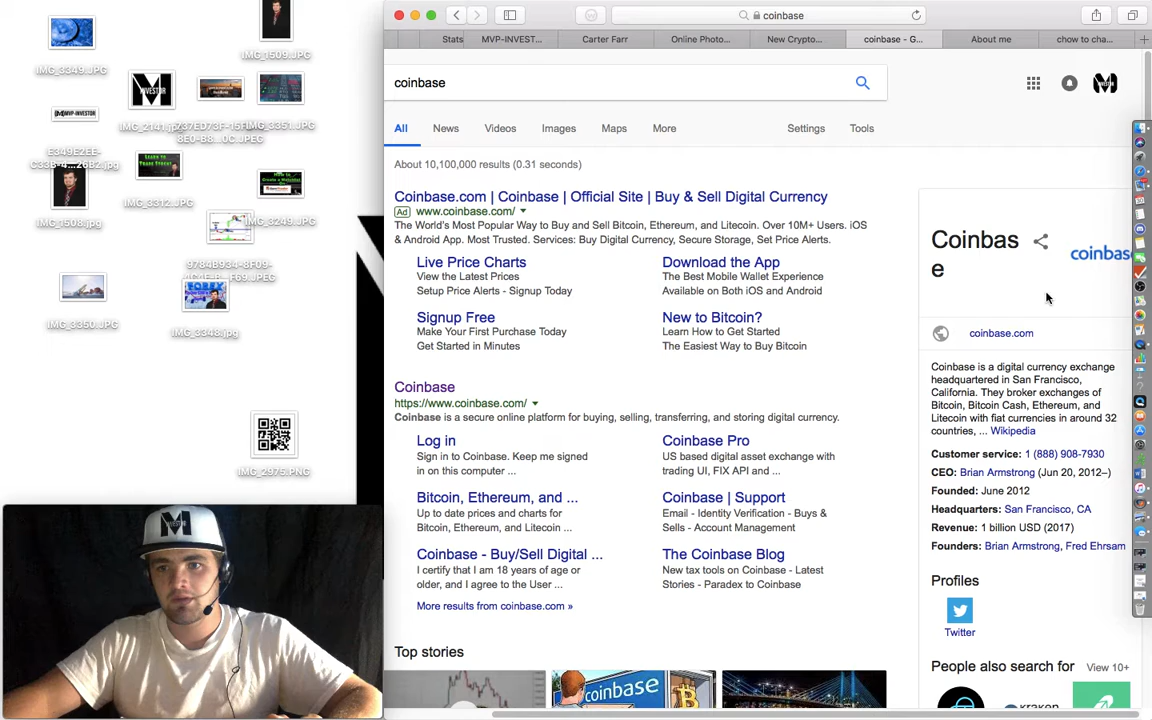 IMG_3349.JPG
IMG_1509.JPG
INVESTOR
IMG_3351.JPG
MVP-INVESTOR
IMG_3312.JPG
IMG_3249.JPG
IMG_1508.jpg
FOREX
IMG_3350.JPG
IMG_3348.jpg
IMG_2975.PNG
INVESTOR
coinbase
Stats
MVP-INVEST...
Carter Farr
Online Photo...
New Crypto...
coinbase - G...
About me
chow to cha...
coinbase
All
News
Videos
Images
Maps
More
Settings
Tools
About 10,100,000 results (0.31 seconds)
Coinbase.com | Coinbase | Official Site | Buy & Sell Digital Currency
Ad www.coinbase.com/
The World's Most Popular Way to Buy and Sell Bitcoin, Ethereum, and Litecoin. Over 10M+ Users. iOS
& Android App. Most Trusted. Services: Buy Digital Currency, Secure Storage, Set Price Alerts.
Live Price Charts
View the Latest Prices
Setup Price Alerts - Signup Today
Download the App
The Best Mobile Wallet Experience
Available on Both iOS and Android
Signup Free
Make Your First Purchase Today
Get Started in Minutes
New to Bitcoin?
Learn How to Get Started
The Easiest Way to Buy Bitcoin
Coinbase
https://www.coinbase.com/
Coinbase is a secure online platform for buying, selling, transferring, and storing digital currency.
Log in
Sign in to Coinbase. Keep me signed
in on this computer ...
Coinbase Pro
US based digital asset exchange with
trading UI, FIX API and ...
Bitcoin, Ethereum, and ...
Up to date prices and charts for
Bitcoin, Ethereum, and Litecoin ...
Coinbase | Support
Email - Identity Verification - Buys &
Sells - Account Management
Coinbase - Buy/Sell Digital ...
I certify that I am 18 years of age or
older, and I agree to the User ...
The Coinbase Blog
New tax tools on Coinbase - Latest
Stories - Paradex to Coinbase
More results from coinbase.com »
Top stories
coinbase
Coinbas
e
coinbase
coinbase.com
Coinbase is a digital currency exchange
headquartered in San Francisco,
California. They broker exchanges of
Bitcoin, Bitcoin Cash, Ethereum, and
Litecoin with fiat currencies in around 32
countries, ... Wikipedia
Customer service: 1 (888) 908-7930
CEO: Brian Armstrong (Jun 20, 2012–)
Founded: June 2012
Headquarters: San Francisco, CA
Revenue: 1 billion USD (2017)
Founders: Brian Armstrong, Fred Ehrsam
Profiles
Twitter
People also search for
View 10+
kraken